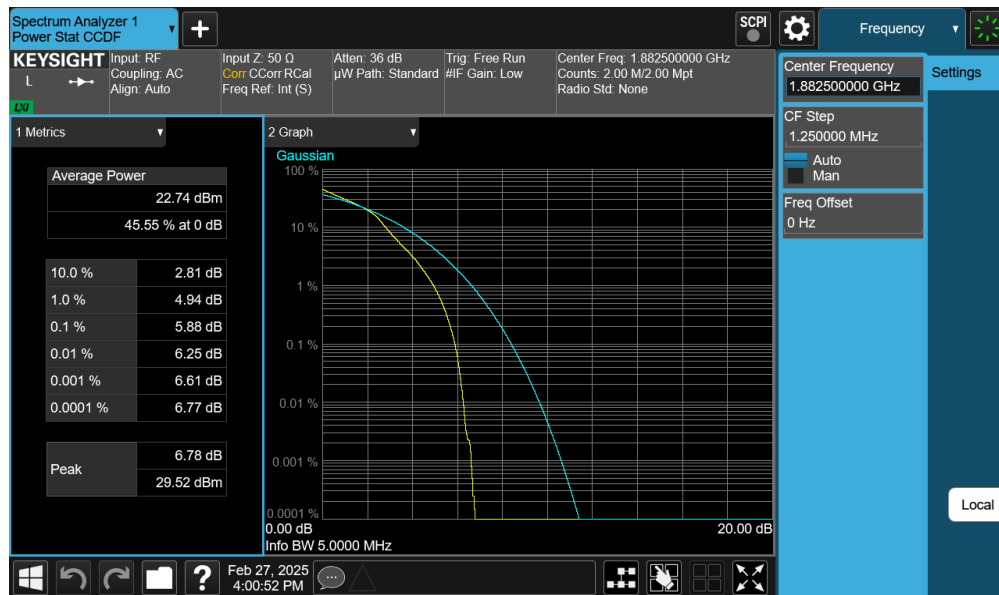 Spectrum Analyzer 1
Power Stat CCDF
SCPI
Frequency
KEYSIGHT
L
LXI
Input: RF
Coupling: AC
Align: Auto
Input Z: 50 Ω
Corr CCorr RCal
Freq Ref: Int (S)
Atten: 36 dB
µW Path: Standard
Trig: Free Run
#IF Gain: Low
Center Freq: 1.882500000 GHz
Counts: 2.00 M/2.00 Mpt
Radio Std: None
Center Frequency
1.882500000 GHz
Settings
CF Step
1.250000 MHz
Auto
Man
Freq Offset
0 Hz
1 Metrics
Average Power
22.74 dBm
45.55 % at 0 dB
10.0 % 2.81 dB
1.0 % 4.94 dB
0.1 % 5.88 dB
0.01 % 6.25 dB
0.001 % 6.61 dB
0.0001 % 6.77 dB
Peak
6.78 dB
29.52 dBm
2 Graph
Gaussian
100 %
10 %
1 %
0.1 %
0.01 %
0.001 %
0.0001 %
0.00 dB 20.00 dB
Info BW 5.0000 MHz
Local
?
Feb 27, 2025
4:00:52 PM